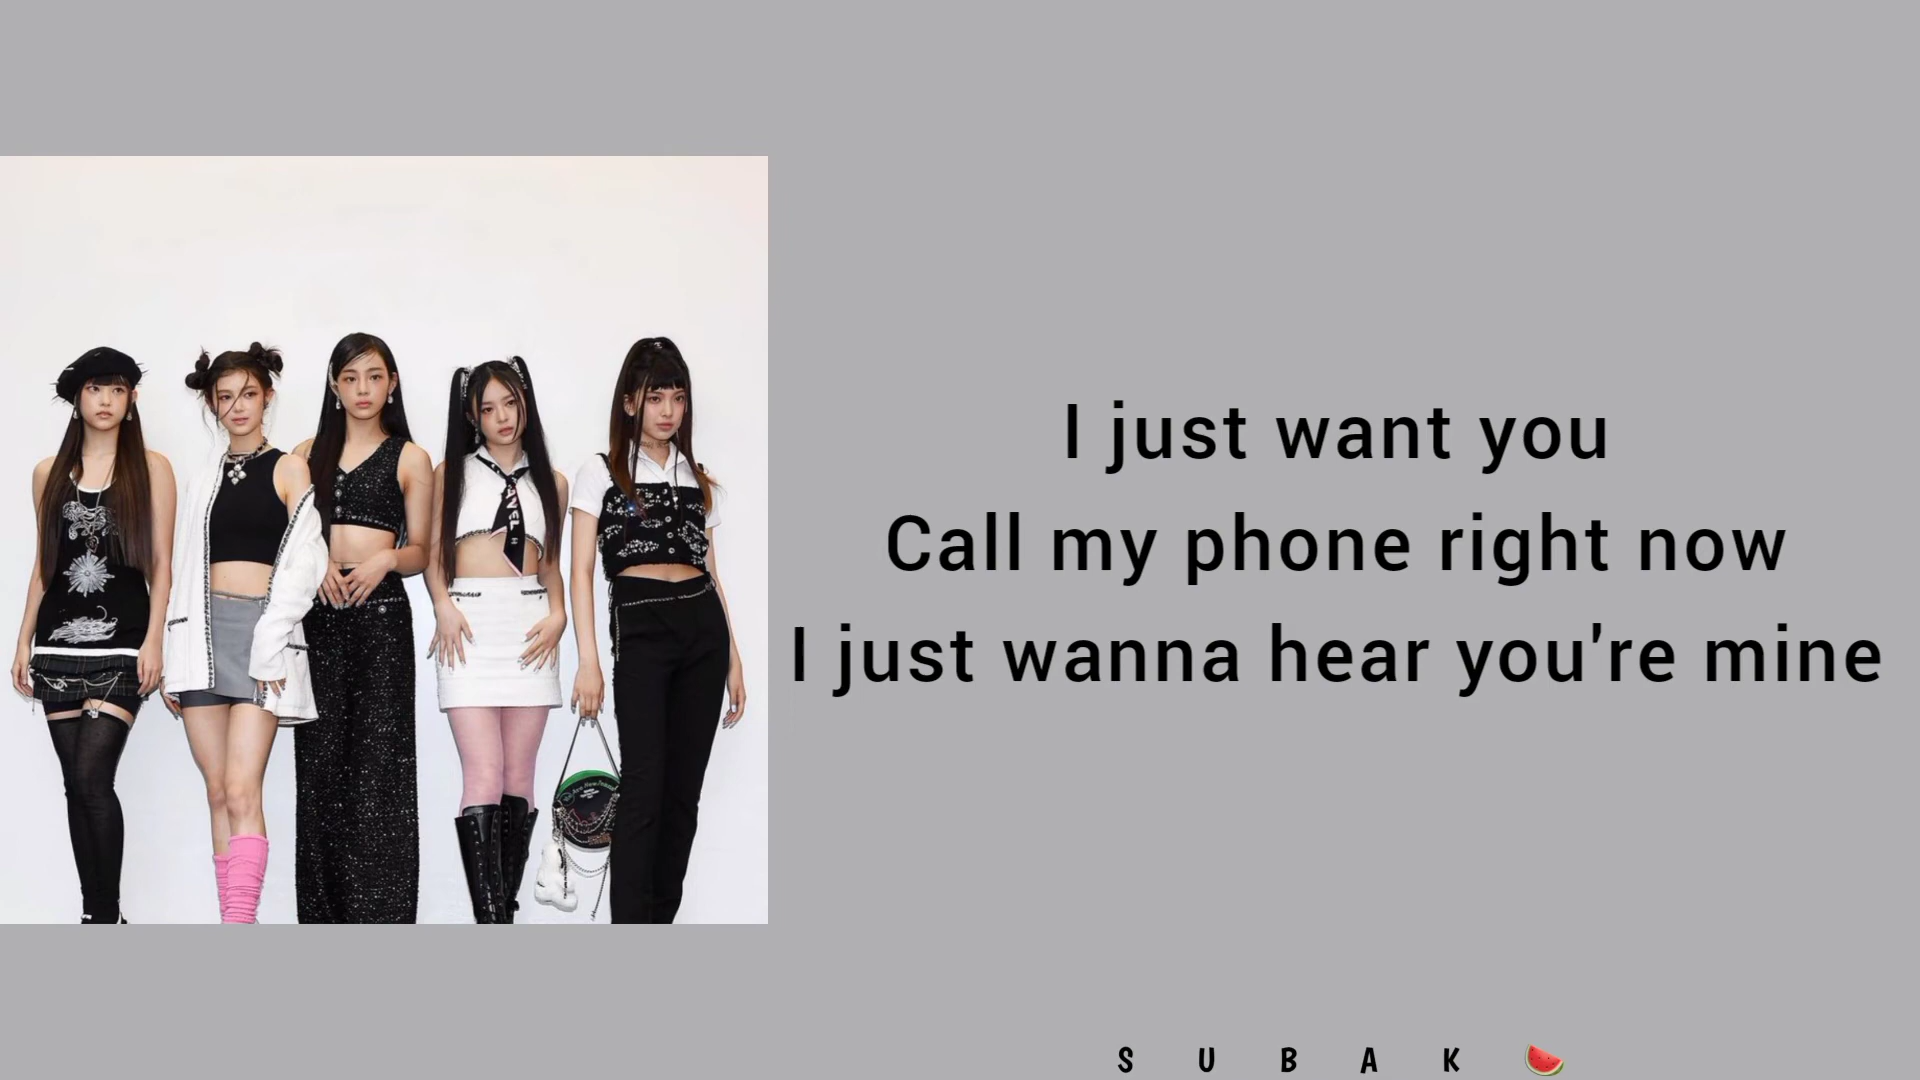 I just want you
Call my phone right now
I just wanna hear you're mine
S U B A K